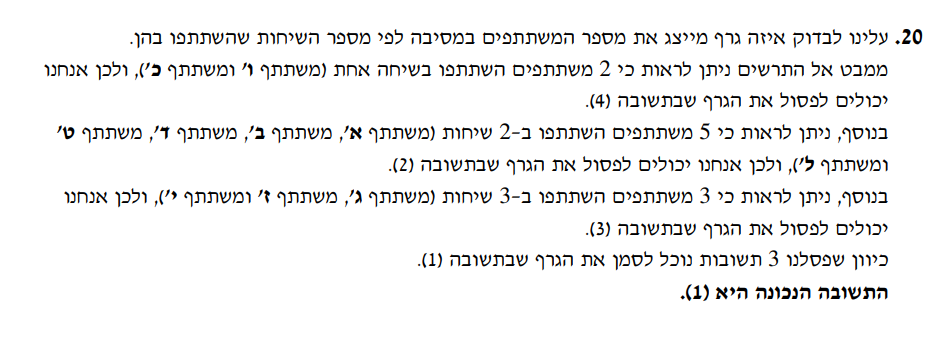 20. עלינו לבדוק איזה גרף מייצג את מספר המשתתפים במסיבה לפי מספר השיחות שהשתתפו בהן.
ממבט אל התרשים ניתן לראות כי 2 משתתפים השתתפו בשיחה אחת (משתתף ו' ומשתתף כ'), ולכן אנחנו
יכולים לפסול את הגרף שבתשובה (4).
בנוסף, ניתן לראות כי 5 משתתפים השתתפו ב-2 שיחות (משתתף א', משתתף ב', משתתף ד', משתתף ט'
ומשתתף ל'), ולכן אנחנו יכולים לפסול את הגרף שבתשובה (2).
בנוסף, ניתן לראות כי 3 משתתפים השתתפו ב-3 שיחות (משתתף ג', משתתף ז' ומשתתף י'), ולכן אנחנו
יכולים לפסול את הגרף שבתשובה (3).
כיוון שפסלנו 3 תשובות נוכל לסמן את הגרף שבתשובה (1).
התשובה הנכונה היא (1).